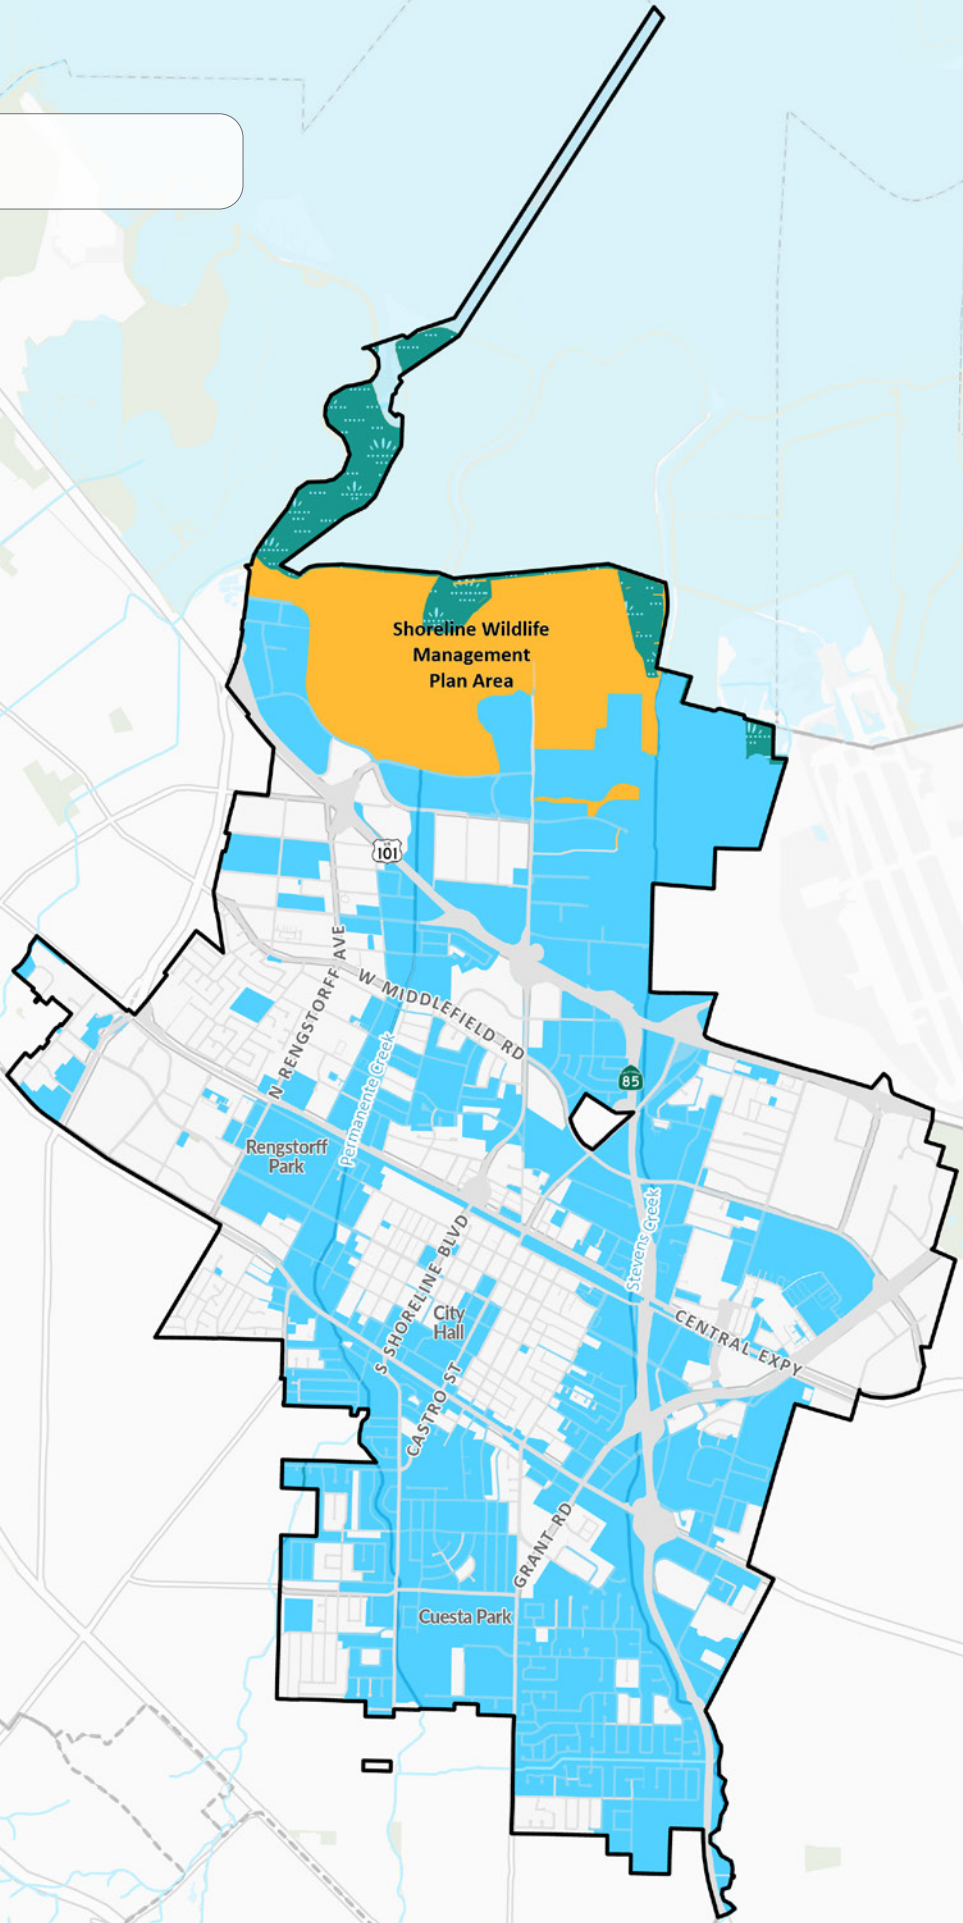 Shoreline Wildlife
Management
Plan Area
101
N RENGSTORFF AVE
W MIDDLEFIELD RD
Permanente Creek
85
Rengstorff
Park
Stevens Creek
S SHORELINE BLVD
City
Hall
CENTRAL EXPY
CASTRO ST
GRANT RD
Cuesta Park